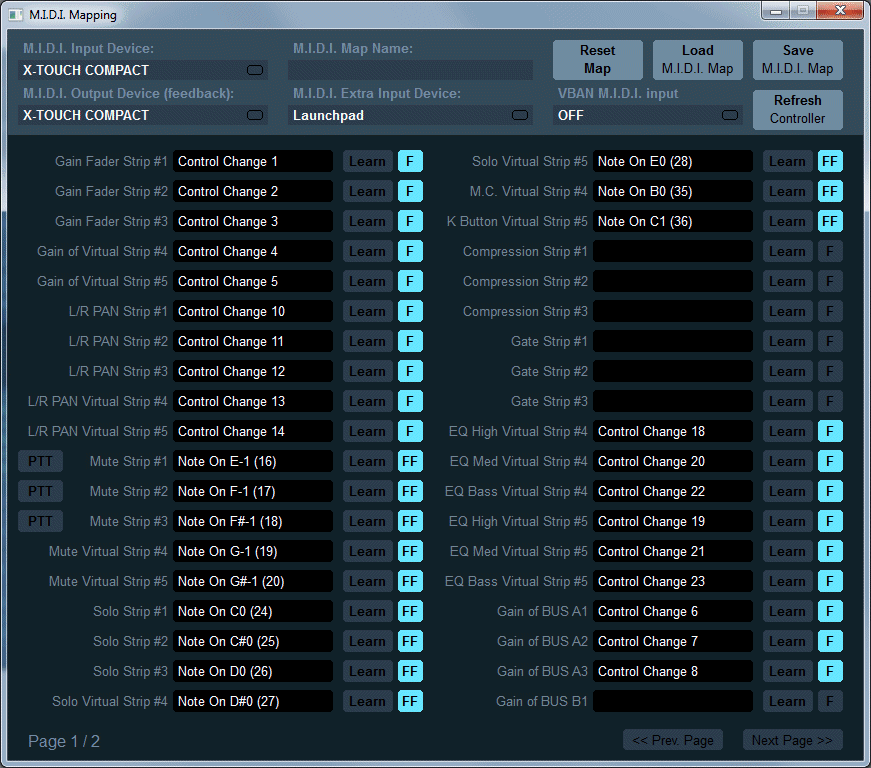 M.I.D.I. Mapping
M.I.D.I. Input Device:
X-TOUCH COMPACT
M.I.D.I. Map Name:
Reset
Map
Load
M.I.D.I. Map
Save
M.I.D.I. Map
M.I.D.I. Output Device (feedback):
X-TOUCH COMPACT
M.I.D.I. Extra Input Device:
Launchpad
VBAN M.I.D.I. input
OFF
Refresh
Controller
Gain Fader Strip #1 Control Change 1 Learn F
Gain Fader Strip #2 Control Change 2 Learn F
Gain Fader Strip #3 Control Change 3 Learn F
Gain of Virtual Strip #4 Control Change 4 Learn F
Gain of Virtual Strip #5 Control Change 5 Learn F
L/R PAN Strip #1 Control Change 10 Learn F
L/R PAN Strip #2 Control Change 11 Learn F
L/R PAN Strip #3 Control Change 12 Learn F
L/R PAN Virtual Strip #4 Control Change 13 Learn F
L/R PAN Virtual Strip #5 Control Change 14 Learn F
PTT Mute Strip #1 Note On E-1 (16) Learn FF
PTT Mute Strip #2 Note On F-1 (17) Learn FF
PTT Mute Strip #3 Note On F#-1 (18) Learn FF
Mute Virtual Strip #4 Note On G-1 (19) Learn FF
Mute Virtual Strip #5 Note On G#-1 (20) Learn FF
Solo Strip #1 Note On C0 (24) Learn FF
Solo Strip #2 Note On C#0 (25) Learn FF
Solo Strip #3 Note On D0 (26) Learn FF
Solo Virtual Strip #4 Note On D#0 (27) Learn FF
Solo Virtual Strip #5 Note On E0 (28) Learn FF
M.C. Virtual Strip #4 Note On B0 (35) Learn FF
K Button Virtual Strip #5 Note On C1 (36) Learn FF
Compression Strip #1 Learn F
Compression Strip #2 Learn F
Compression Strip #3 Learn F
Gate Strip #1 Learn F
Gate Strip #2 Learn F
Gate Strip #3 Learn F
EQ High Virtual Strip #4 Control Change 18 Learn F
EQ Med Virtual Strip #4 Control Change 20 Learn F
EQ Bass Virtual Strip #4 Control Change 22 Learn F
EQ High Virtual Strip #5 Control Change 19 Learn F
EQ Med Virtual Strip #5 Control Change 21 Learn F
EQ Bass Virtual Strip #5 Control Change 23 Learn F
Gain of BUS A1 Control Change 6 Learn F
Gain of BUS A2 Control Change 7 Learn F
Gain of BUS A3 Control Change 8 Learn F
Gain of BUS B1 Learn F
Page 1 / 2
<< Prev. Page
Next Page >>